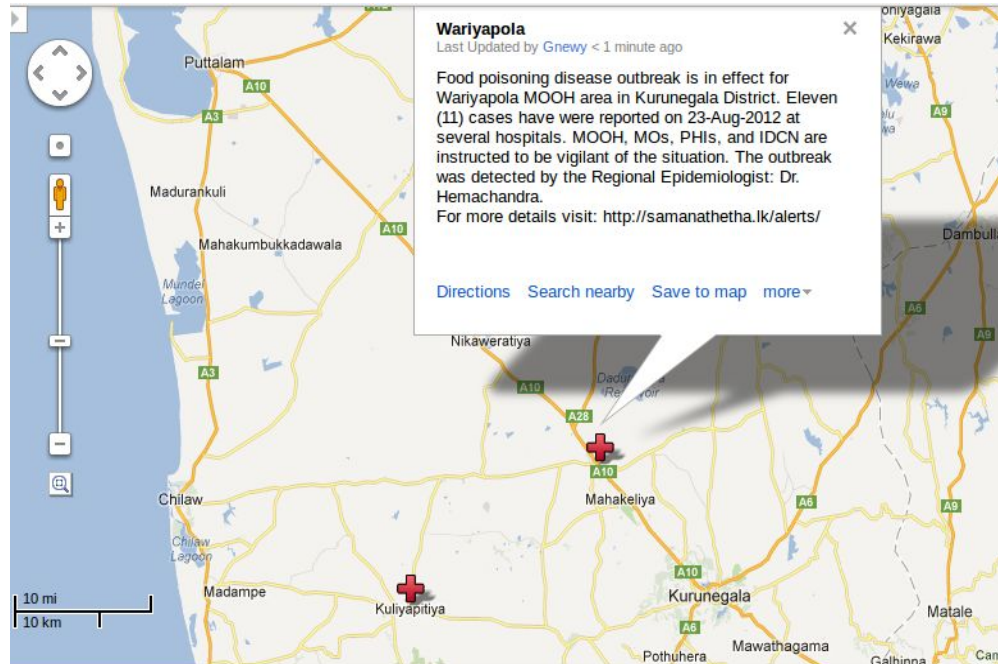 Wariyapola
Last Updated by Gnewy < 1 minute ago
Food poisoning disease outbreak is in effect for
Wariyapola MOOH area in Kurunegala District. Eleven
(11) cases have were reported on 23-Aug-2012 at
several hospitals. MOOH, MOs, PHIs, and IDCN are
instructed to be vigilant of the situation. The outbreak
was detected by the Regional Epidemiologist: Dr.
Hemachandra.
For more details visit: http://samanathetha.lk/alerts/
Directions Search nearby Save to map more
Kekirawa
Puttalam
A10
Wewa
A3
A9
Madurankuli
A10
Mahakumbukkadawala
Mundel
Lagoon
A6
Nikaweratiya
A9
A3
A10
A28
A10
Chilaw
Mahakeliya
A6
A9
Chilaw
Lagoon
A10
Madampe
Kurunegala
10 mi
10 km
Kuliyapitiya
Matale
A6
Mawathagama
Pothuhera